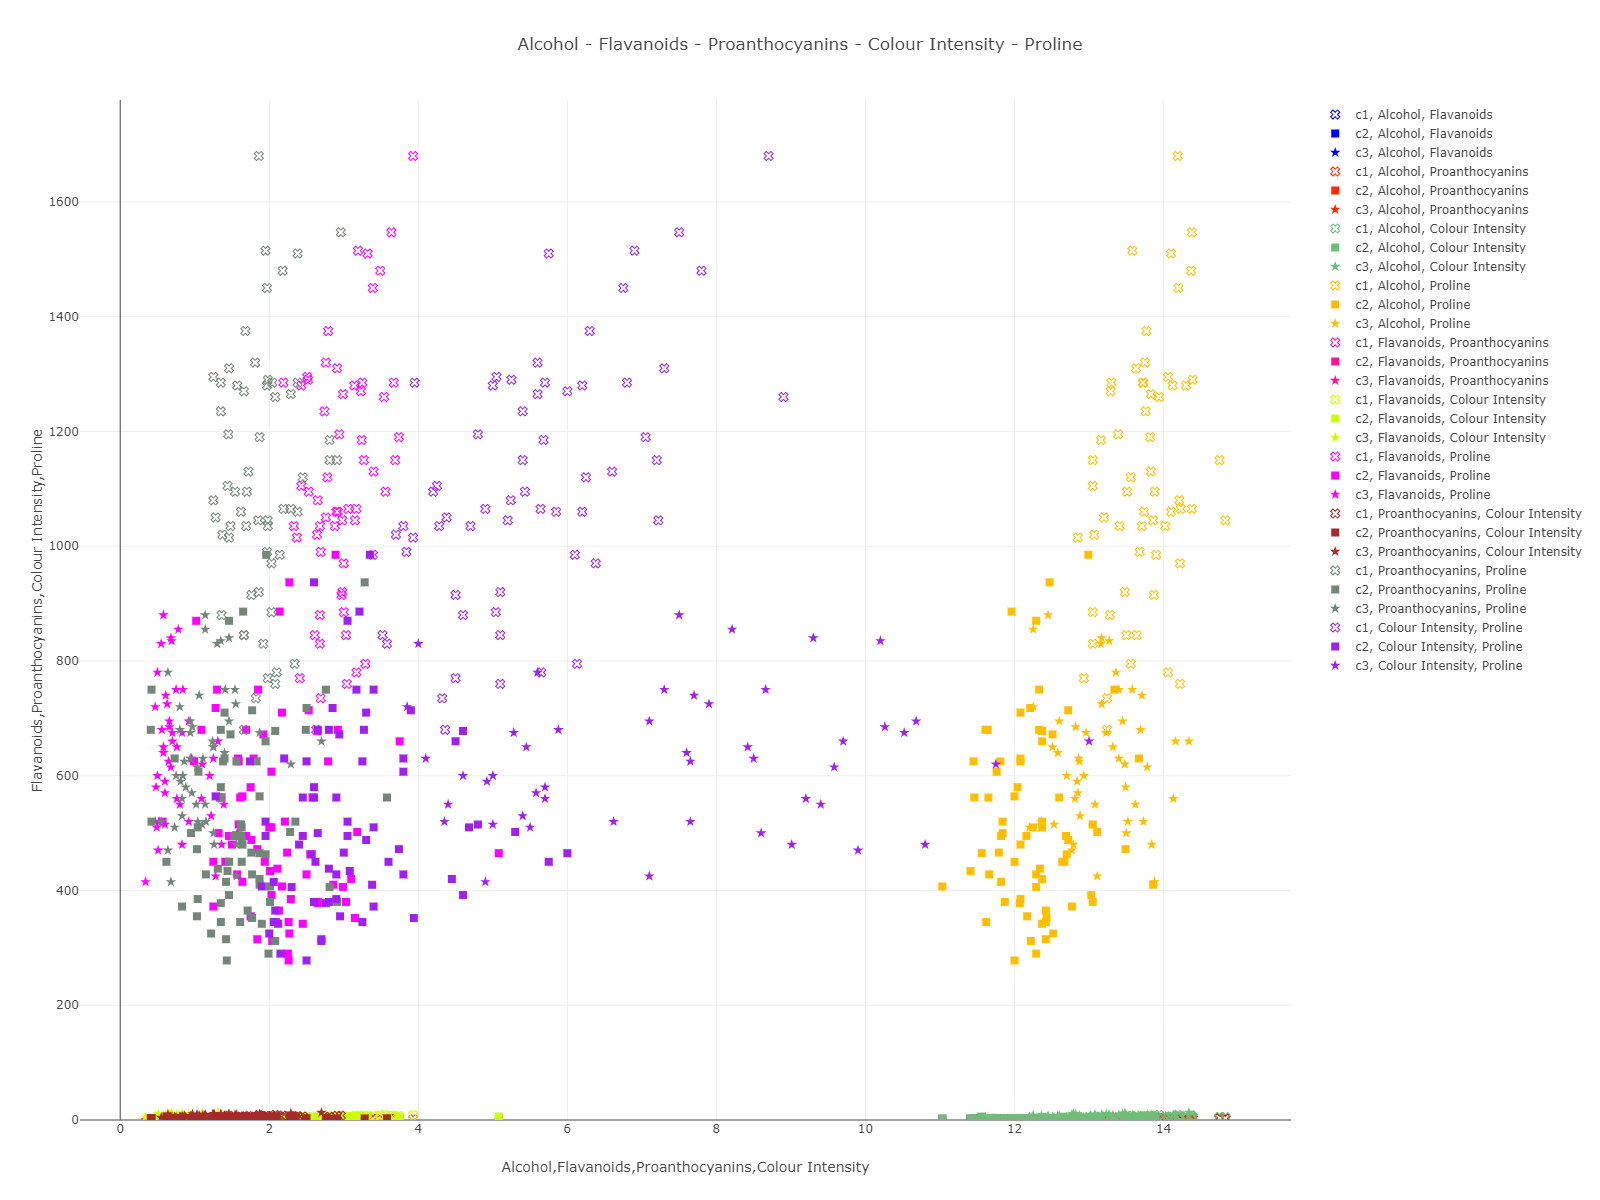 Alcohol - Flavanoids - Proanthocyanins - Colour Intensity - Proline
Flavanoids,Proanthocyanins,Colour Intensity,Proline
1600
1400
1200
1000
800
600
400
200
0
0 2 4 6 8 10 12 14
Alcohol,Flavanoids,Proanthocyanins,Colour Intensity
c1, Alcohol, Flavanoids
c2, Alcohol, Flavanoids
c3, Alcohol, Flavanoids
c1, Alcohol, Proanthocyanins
c2, Alcohol, Proanthocyanins
c3, Alcohol, Proanthocyanins
c1, Alcohol, Colour Intensity
c2, Alcohol, Colour Intensity
c3, Alcohol, Colour Intensity
c1, Alcohol, Proline
c2, Alcohol, Proline
c3, Alcohol, Proline
c1, Flavanoids, Proanthocyanins
c2, Flavanoids, Proanthocyanins
c3, Flavanoids, Proanthocyanins
c1, Flavanoids, Colour Intensity
c2, Flavanoids, Colour Intensity
c3, Flavanoids, Colour Intensity
c1, Flavanoids, Proline
c2, Flavanoids, Proline
c3, Flavanoids, Proline
c1, Proanthocyanins, Colour Intensity
c2, Proanthocyanins, Colour Intensity
c3, Proanthocyanins, Colour Intensity
c1, Proanthocyanins, Proline
c2, Proanthocyanins, Proline
c3, Proanthocyanins, Proline
c1, Colour Intensity, Proline
c2, Colour Intensity, Proline
c3, Colour Intensity, Proline